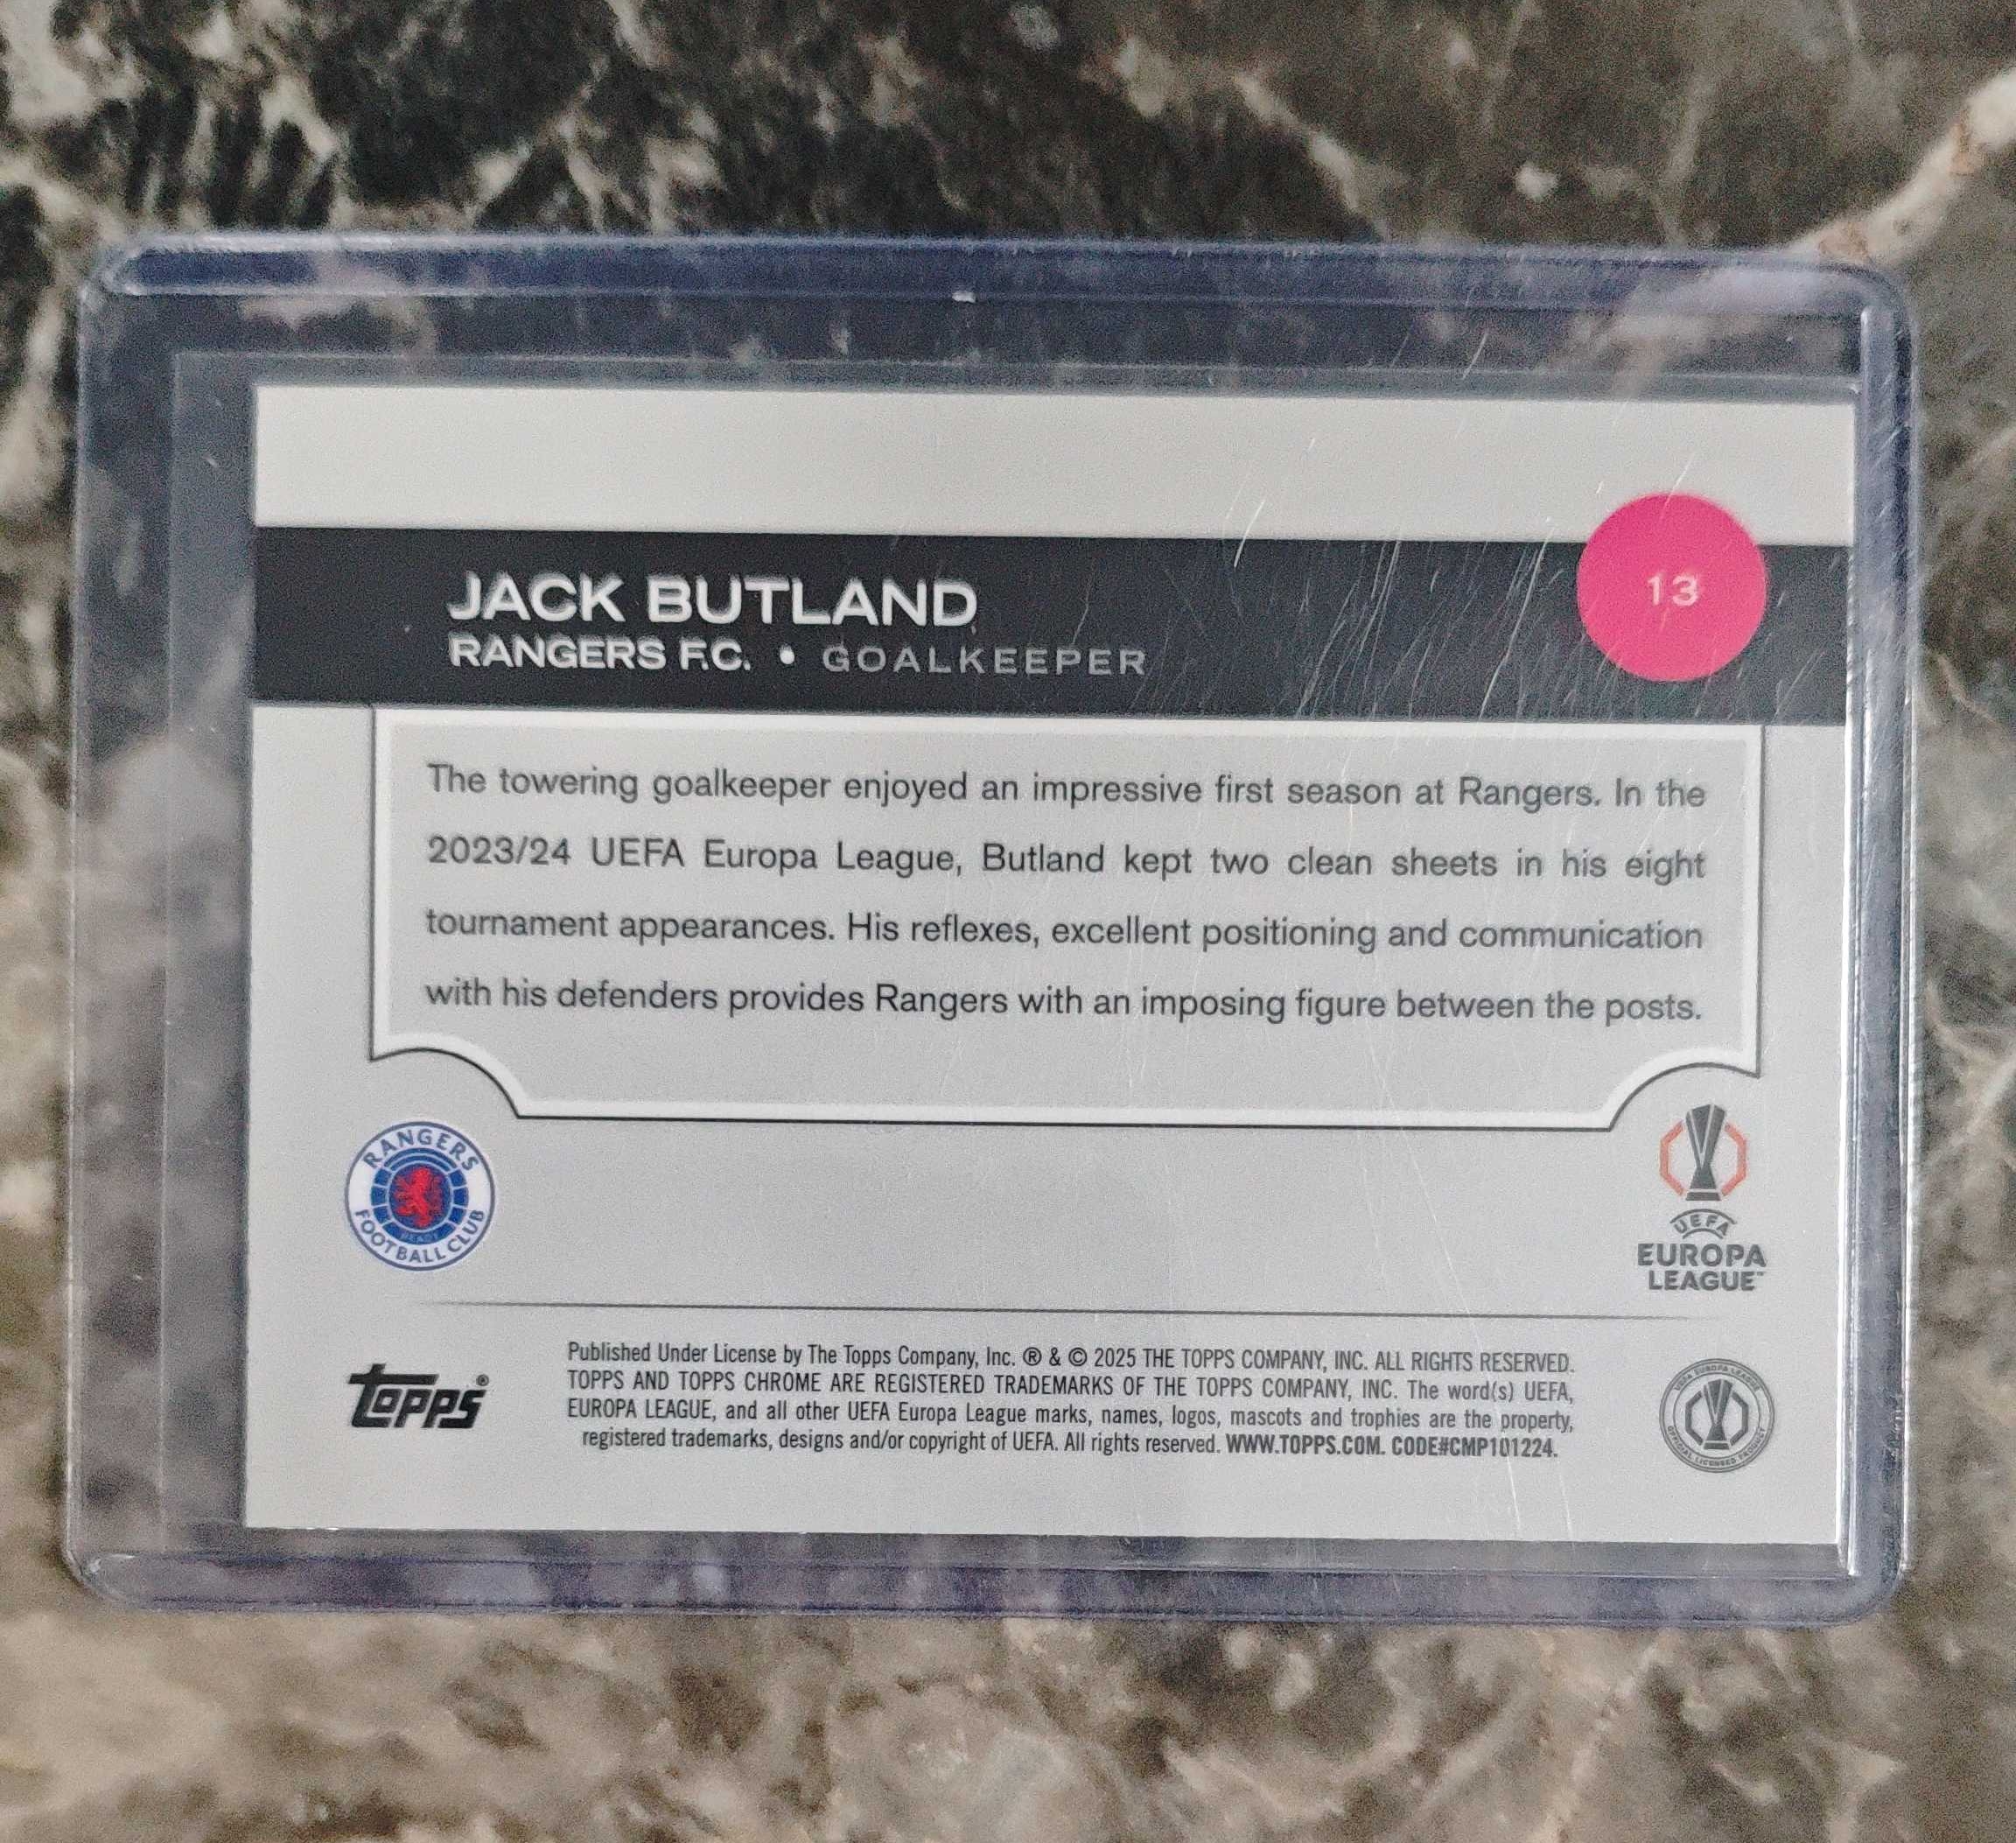 JACK BUTLAND
RANGERS F.C. • GOALKEEPER
13
The towering goalkeeper enjoyed an impressive first season at Rangers. In the
2023/24 UEFA Europa League, Butland kept two clean sheets in his eight
tournament appearances. His reflexes, excellent positioning and communication
with his defenders provides Rangers with an imposing figure between the posts.
RANGERS
READY
FOOTBALL CLUB
UEFA
EUROPA
LEAGUE™
topps®
Published Under License by The Topps Company, Inc. ® & © 2025 THE TOPPS COMPANY, INC. ALL RIGHTS RESERVED.
TOPPS AND TOPPS CHROME ARE REGISTERED TRADEMARKS OF THE TOPPS COMPANY, INC. The word(s) UEFA,
EUROPA LEAGUE, and all other UEFA Europa League marks, names, logos, mascots and trophies are the property,
registered trademarks, designs and/or copyright of UEFA. All rights reserved. WWW.TOPPS.COM. CODE#CMP101224.
UEFA EUROPA LEAGUE
OFFICIAL LICENSED PRODUCT